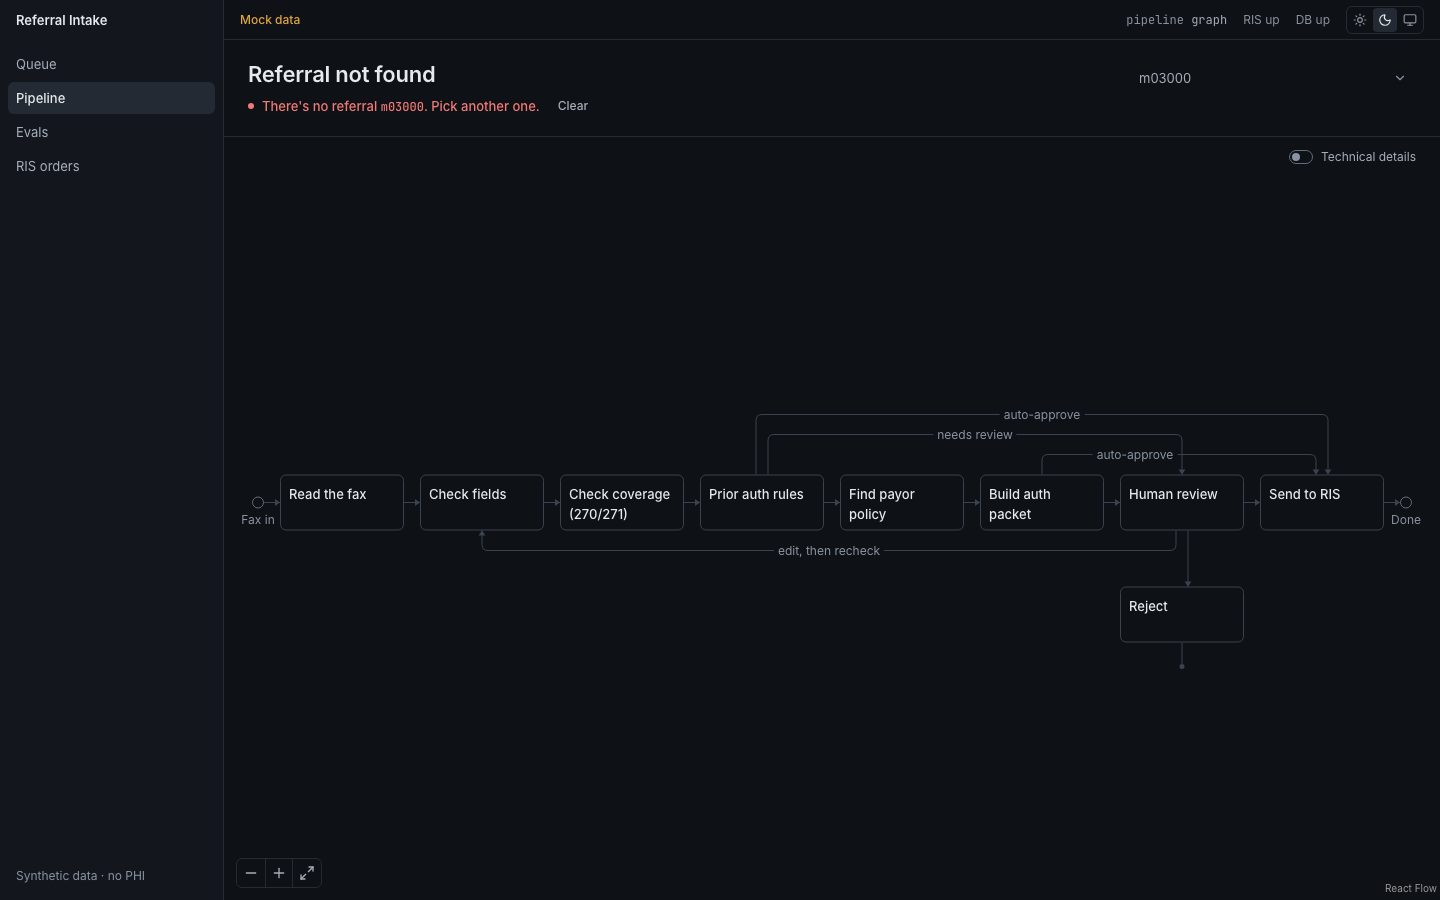 Referral Intake
Queue
Pipeline
Evals
RIS orders
Synthetic data · no PHI
Mock data
pipeline graph
RIS up
DB up
Referral not found
There's no referral m03000. Pick another one.
Clear
m03000
Technical details
auto-approve
needs review
auto-approve
Fax in
Read the fax
Check fields
Check coverage
(270/271)
Prior auth rules
Find payor
policy
Build auth
packet
Human review
Send to RIS
Done
edit, then recheck
Reject
React Flow